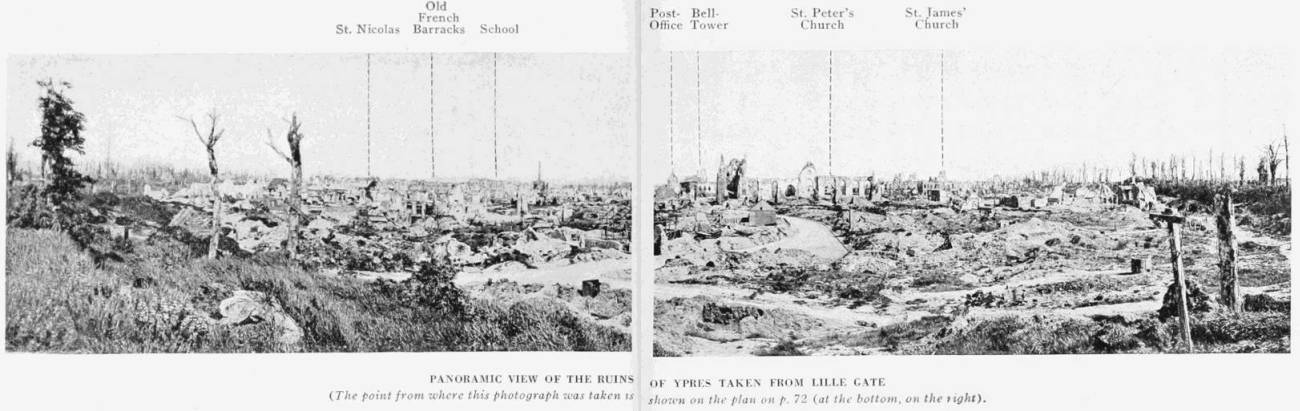 St. Nicolas
Old
French
Barracks
School
Post-
Office
Bell-
Tower
St. Peter's
Church
St. James'
Church
PANORAMIC VIEW OF THE RUINS OF YPRES TAKEN FROM LILLE GATE
(The point from where this photograph was taken is shown on the plan on p. 72 (at the bottom, on the right).